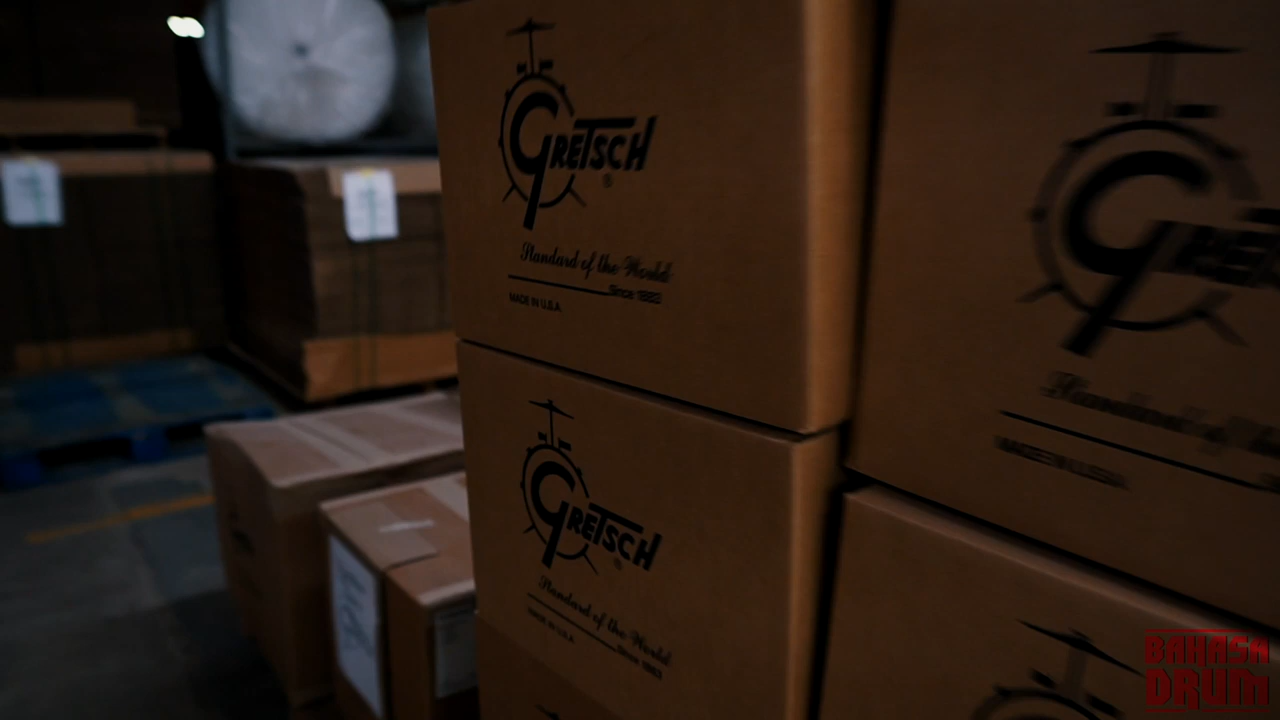 GRETSCH®
Standard of the World
Since 1883
MADE IN U.S.A.
GRETSCH®
Standard of the World
Since 1883
MADE IN U.S.A.
GRE
BAHASA
DRUM